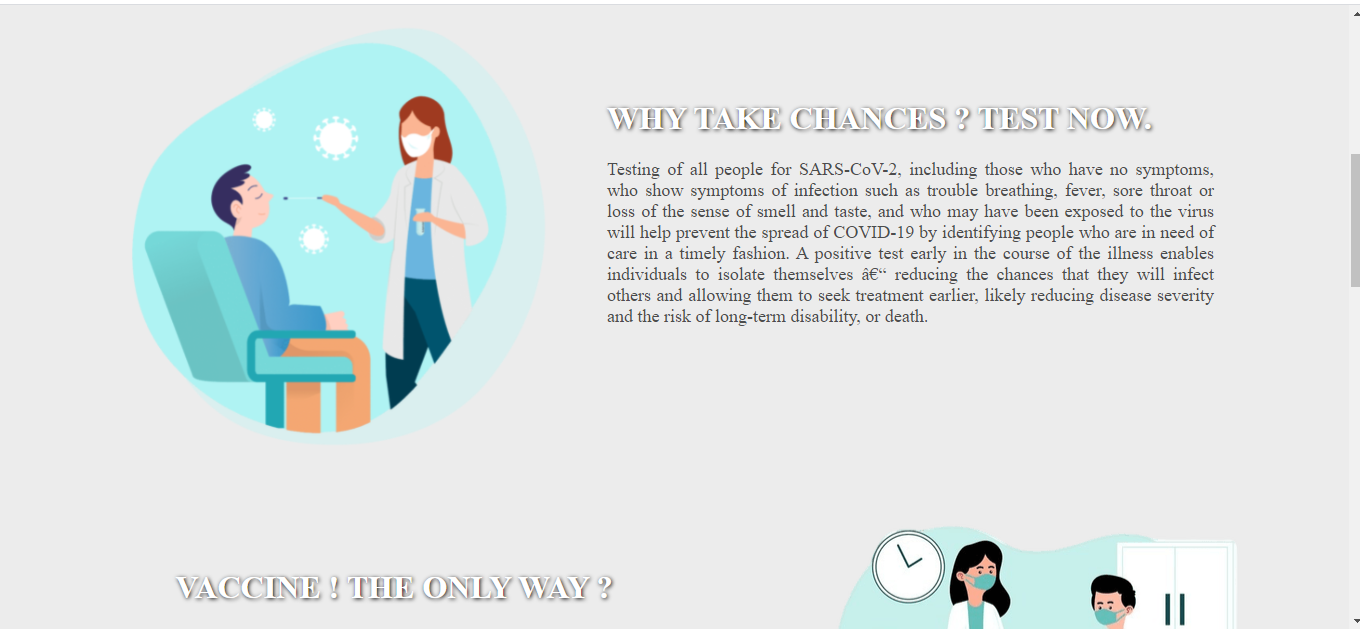 WHY TAKE CHANCES ? TEST NOW.
Testing of all people for SARS-CoV-2, including those who have no symptoms,
who show symptoms of infection such as trouble breathing, fever, sore throat or
loss of the sense of smell and taste, and who may have been exposed to the virus
will help prevent the spread of COVID-19 by identifying people who are in need of
care in a timely fashion. A positive test early in the course of the illness enables
individuals to isolate themselves â€“ reducing the chances that they will infect
others and allowing them to seek treatment earlier, likely reducing disease severity
and the risk of long-term disability, or death.
VACCINE ! THE ONLY WAY ?